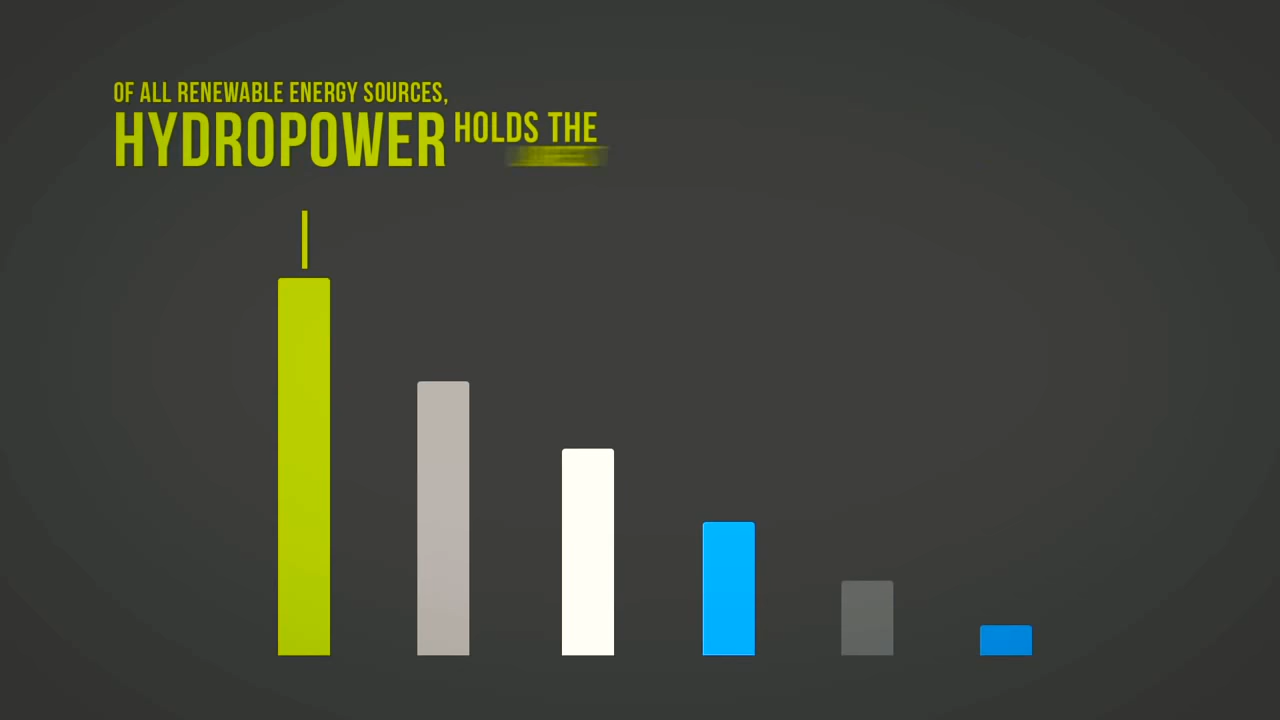 OF ALL RENEWABLE ENERGY SOURCES,
HYDROPOWER HOLDS THE